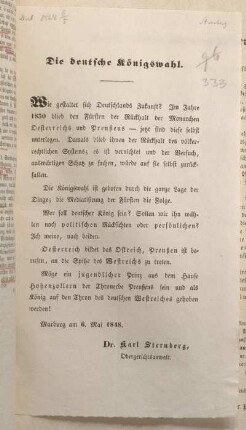 Marburg
323
Die deutsche Königswahl.
Wie gestaltet sich Deutschlands Zukunft? Im Jahre
1830 blieb den Fürsten der Rückhalt der Monarchen
Oesterreichs und Preußens — jetzt sind diese selbst
unterlegen. Damals blieb ihnen der Rückhalt des völker-
rechtlichen Systems, es ist vernichtet und der Versuch,
auswärtigen Schutz zu suchen, würde auf sie selbst zurück-
fallen.
Die Königswahl ist geboten durch die ganze Lage der
Dinge; die Mediatisirung der Fürsten die Folge.
Wer soll deutscher König sein? Sollen wir ihn wäh-
len nach politischen Rücksichten oder persönlichen?
Ich meine, nach beiden.
Oesterreich bildet das Ostreich, Preußen ist be-
rufen, an die Spitze des Westreichs zu treten.
Möge ein jugendlicher Prinz aus dem Hause
Hohenzollern der Thronerbe Preußens sein und als
König auf den Thron des deutschen Westreichs gehoben
werden!
Marburg am 6. Mai 1848.
Dr. Karl Sternberg,
Obergerichtsanwalt.